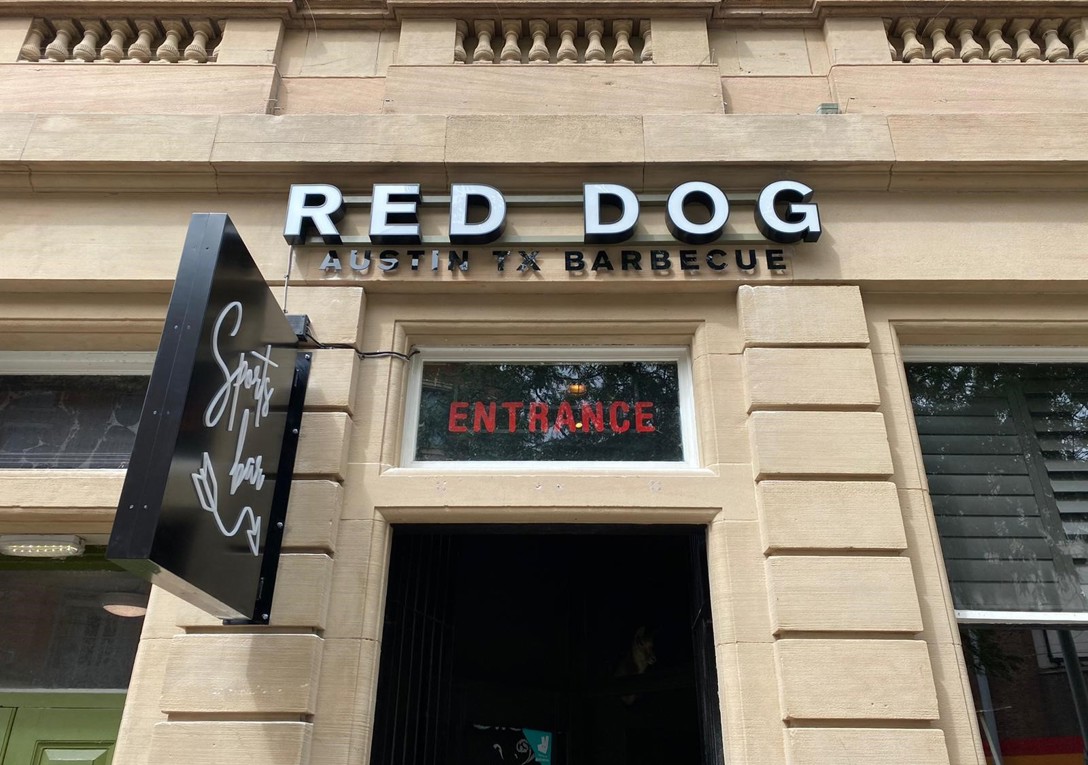 RED DOG
AUSTIN TX BARBECUE
Sports
bar
ENTRANCE